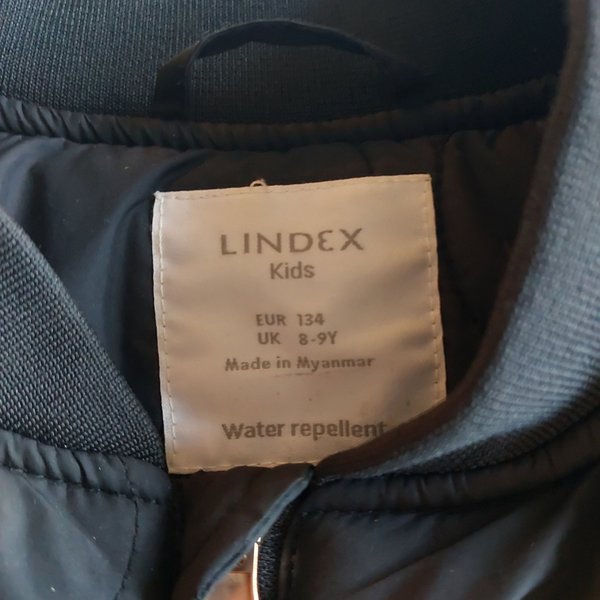 LINDEX
Kids
EUR 134
UK 8-9Y
Made in Myanmar
Water repellent